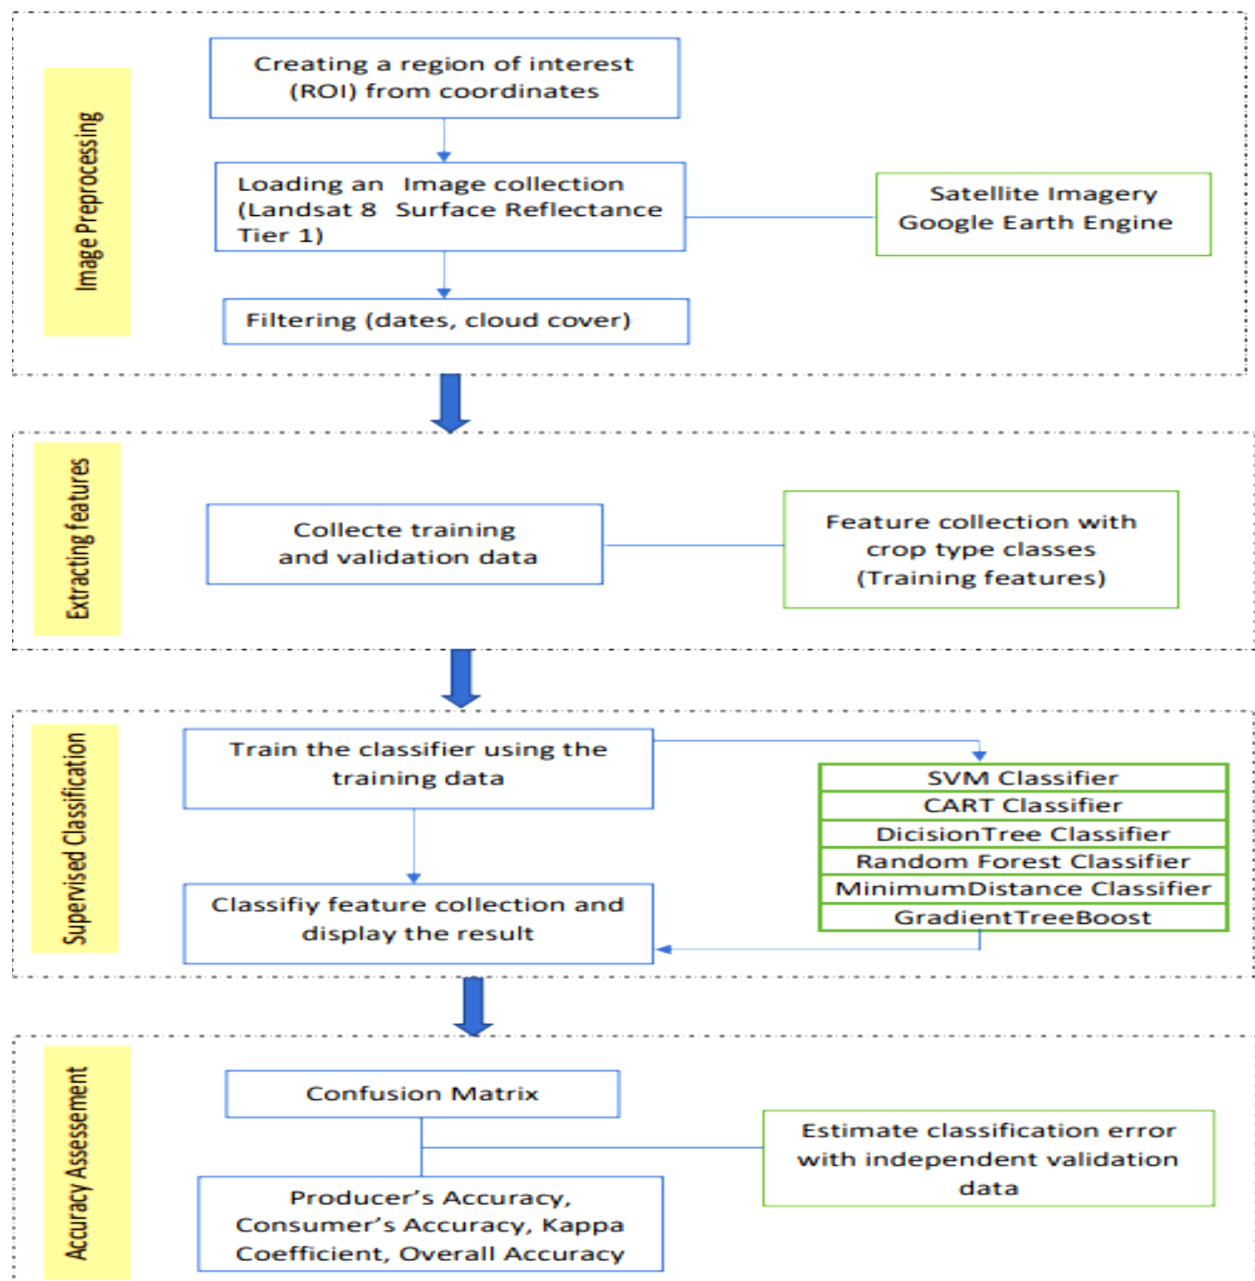 Image Preprocessing
Creating a region of interest
(ROI) from coordinates
Loading an Image collection
(Landsat 8 Surface Reflectance
Tier 1)
Satellite Imagery
Google Earth Engine
Filtering (dates, cloud cover)
Extracting features
Collecte training
and validation data
Feature collection with
crop type classes
(Training features)
Supervised Classification
Train the classifier using the
training data
SVM Classifier
CART Classifier
DicisionTree Classifier
Random Forest Classifier
MinimumDistance Classifier
GradientTreeBoost
Classifiy feature collection and
display the result
Accuracy Assessment
Confusion Matrix
Estimate classification error
with independent validation
data
Producer’s Accuracy,
Consumer’s Accuracy, Kappa
Coefficient, Overall Accuracy